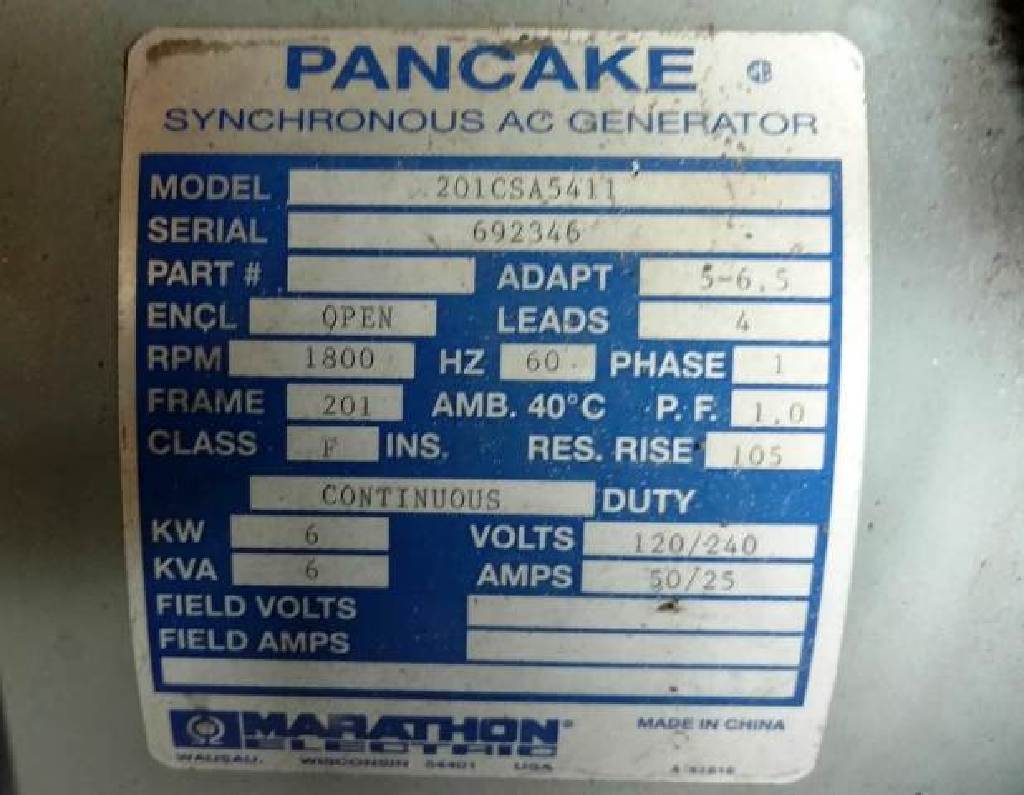 PANCAKE
SYNCHRONOUS AC GENERATOR
MODEL 201CSA5411
SERIAL 692346
PART # ADAPT 5-6.5
ENCL OPEN LEADS 4
RPM 1800 HZ 60 PHASE 1
FRAME 201 AMB. 40°C P.F. 1.0
CLASS F INS. RES. RISE 105
CONTINUOUS DUTY
KW 6 VOLTS 120/240
KVA 6 AMPS 50/25
FIELD VOLTS
FIELD AMPS
MARATHON® MADE IN CHINA
ELECTRIC
WAUSAU, WISCONSIN 54401 USA